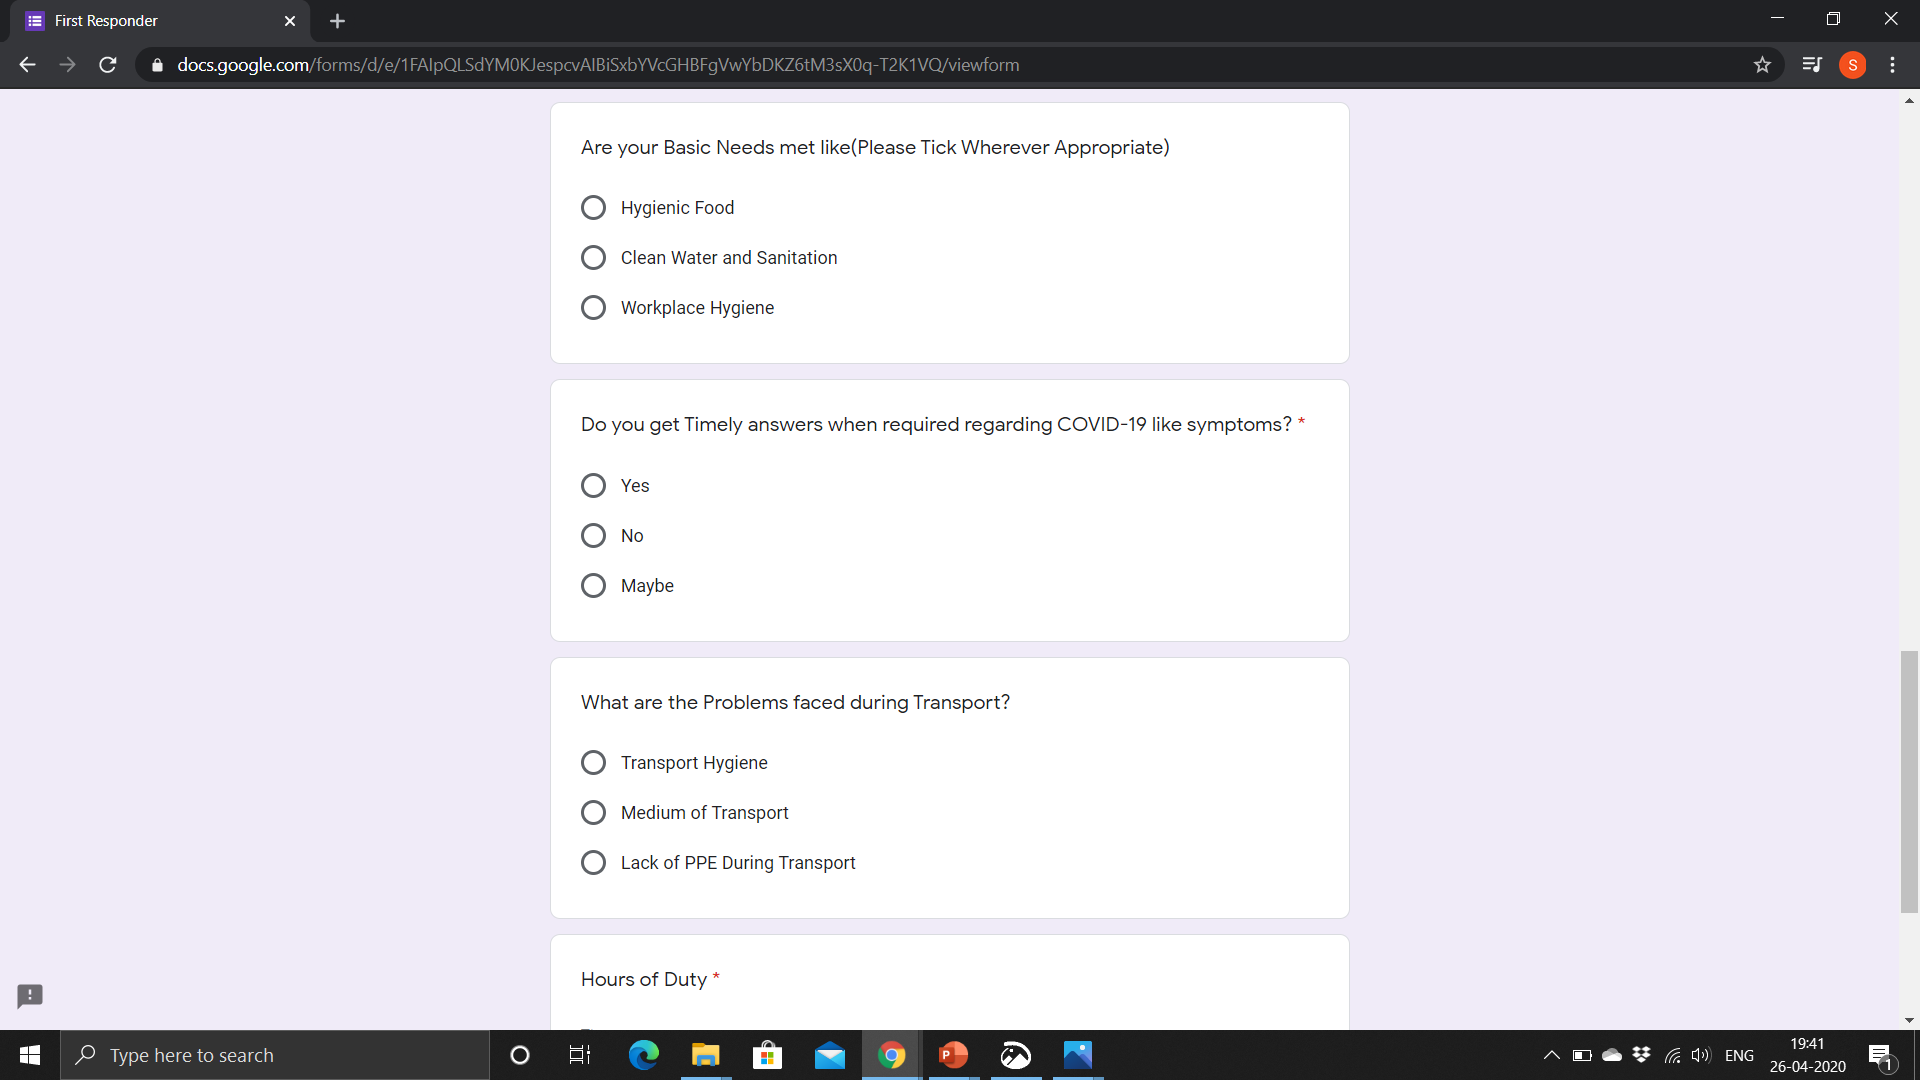 First Responder
docs.google.com/forms/d/e/1FAIpQLSdYM0KJespcvAIBiSxbYVcGHBFgVwYbDKZ6tM3sX0q-T2K1VQ/viewform
S
Are your Basic Needs met like(Please Tick Wherever Appropriate)
Hygienic Food
Clean Water and Sanitation
Workplace Hygiene
Do you get Timely answers when required regarding COVID-19 like symptoms? *
Yes
No
Maybe
What are the Problems faced during Transport?
Transport Hygiene
Medium of Transport
Lack of PPE During Transport
Hours of Duty *
Type here to search
P
ENG
19:41
26-04-2020
1